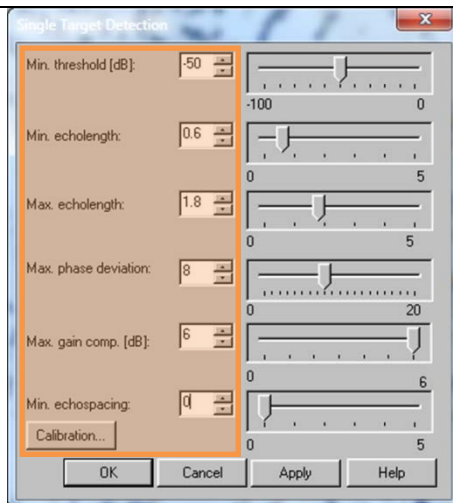 Single Target Detection
Min. threshold [dB]: -50
-100 0
Min. echolength: 0.6
0 5
Max. echolength: 1.8
0 5
Max. phase deviation: 8
0 20
Max. gain comp. [dB]: 6
0 6
Min. echospacing: 0
0 5
Calibration...
OK Cancel Apply Help